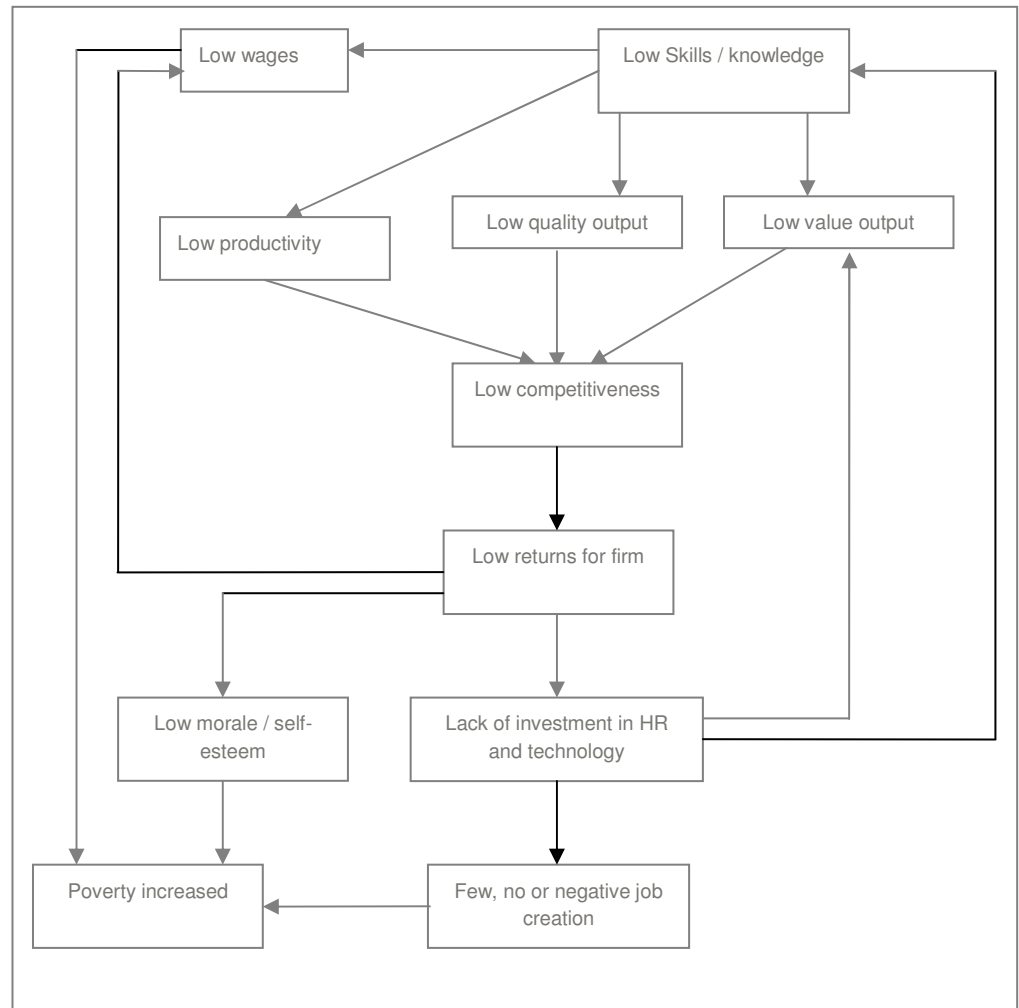 Low wages
Low Skills / knowledge
Low productivity
Low quality output
Low value output
Low competitiveness
Low returns for firm
Low morale / self-
esteem
Lack of investment in HR
and technology
Poverty increased
Few, no or negative job
creation